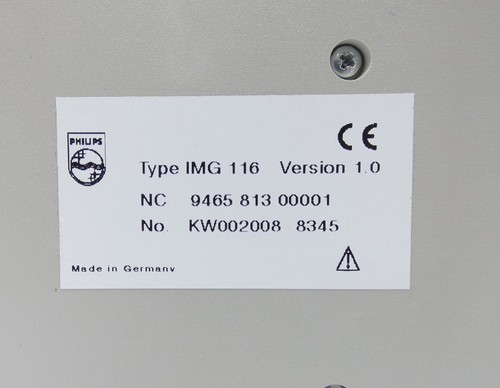 CE
PHILIPS
Type IMG 116 Version 1.0
NC 9465 813 00001
No. KW002008 8345
Made in Germany